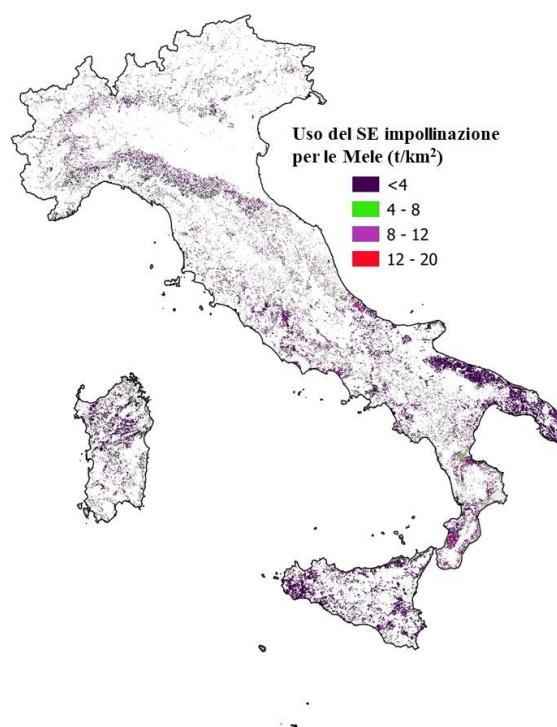 Uso del SE impollinazione
per le Mele (t/km²)
<4
4 - 8
8 - 12
12 - 20